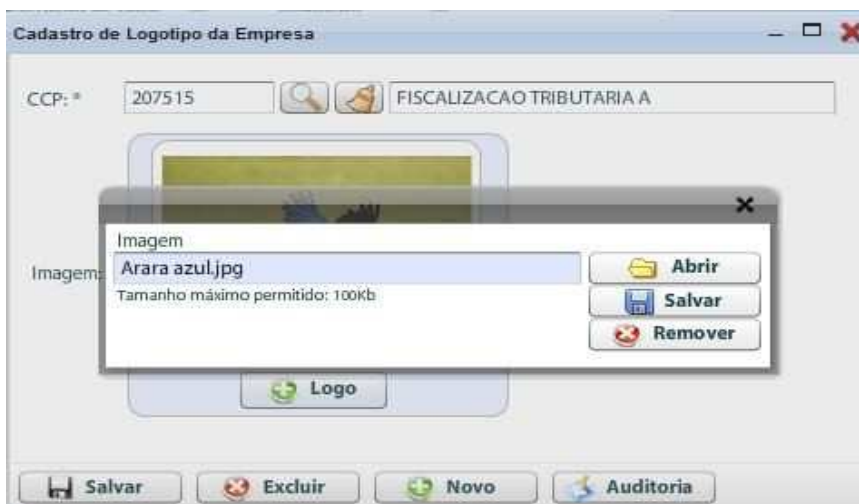 Cadastro de Logotipo da Empresa
CCP: * 207515 FISCALIZACAO TRIBUTARIA A
Imagem
Imagem: Arara azul.jpg Abrir
Tamanho máximo permitido: 100Kb Salvar
Remover
Logo
Salvar Excluir Novo Auditoria